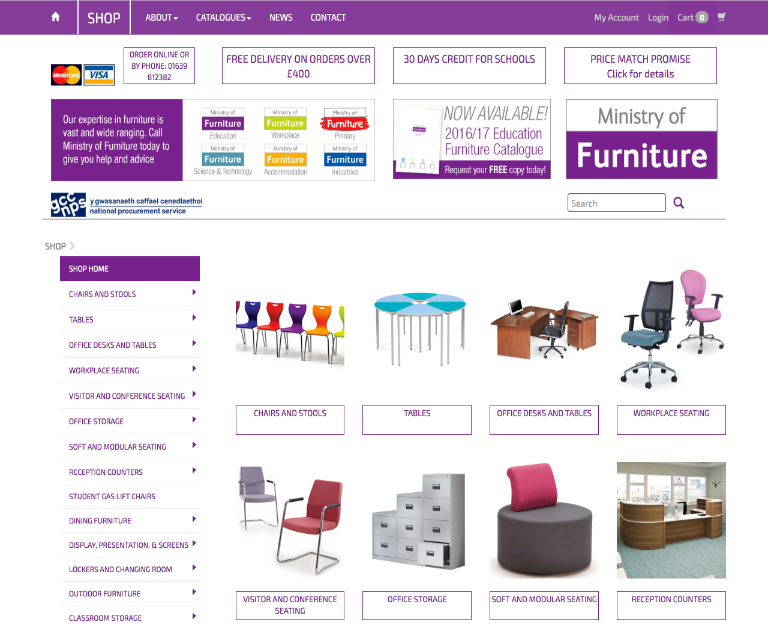 SHOP
ABOUT
CATALOGUES
NEWS
CONTACT
My Account
Login
Cart 0
MasterCard
VISA
ORDER ONLINE OR
BY PHONE: 01639
812382
FREE DELIVERY ON ORDERS OVER
£400
30 DAYS CREDIT FOR SCHOOLS
PRICE MATCH PROMISE
Click for details
Our expertise in furniture is
vast and wide ranging. Call
Ministry of Furniture today to
give you help and advice
Ministry of
Furniture
Education
Ministry of
Furniture
Workplace
Ministry of
Furniture
Primary
Ministry of
Furniture
Science & Technology
Ministry of
Furniture
Accommodation
Ministry of
Furniture
Industries
NOW AVAILABLE!
2016/17 Education
Furniture Catalogue
Request your FREE copy today!
Ministry of
Furniture
gcc
nps
y gwasanaeth caffael cenedlaethol
national procurement service
Search
SHOP
SHOP HOME
CHAIRS AND STOOLS
TABLES
OFFICE DESKS AND TABLES
WORKPLACE SEATING
VISITOR AND CONFERENCE SEATING
OFFICE STORAGE
SOFT AND MODULAR SEATING
RECEPTION COUNTERS
STUDENT GAS LIFT CHAIRS
DINING FURNITURE
DISPLAY, PRESENTATION, & SCREENS
LOCKERS AND CHANGING ROOM
OUTDOOR FURNITURE
CLASSROOM STORAGE
CHAIRS AND STOOLS
TABLES
OFFICE DESKS AND TABLES
WORKPLACE SEATING
VISITOR AND CONFERENCE
SEATING
OFFICE STORAGE
SOFT AND MODULAR SEATING
RECEPTION COUNTERS